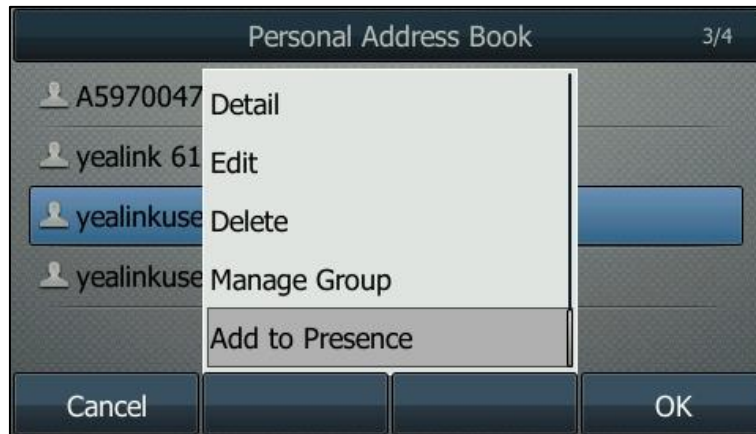 Personal Address Book 3/4
A5970047
Detail
yealink 61
Edit
yealinkuse
Delete
yealinkuse
Manage Group
Add to Presence
Cancel OK